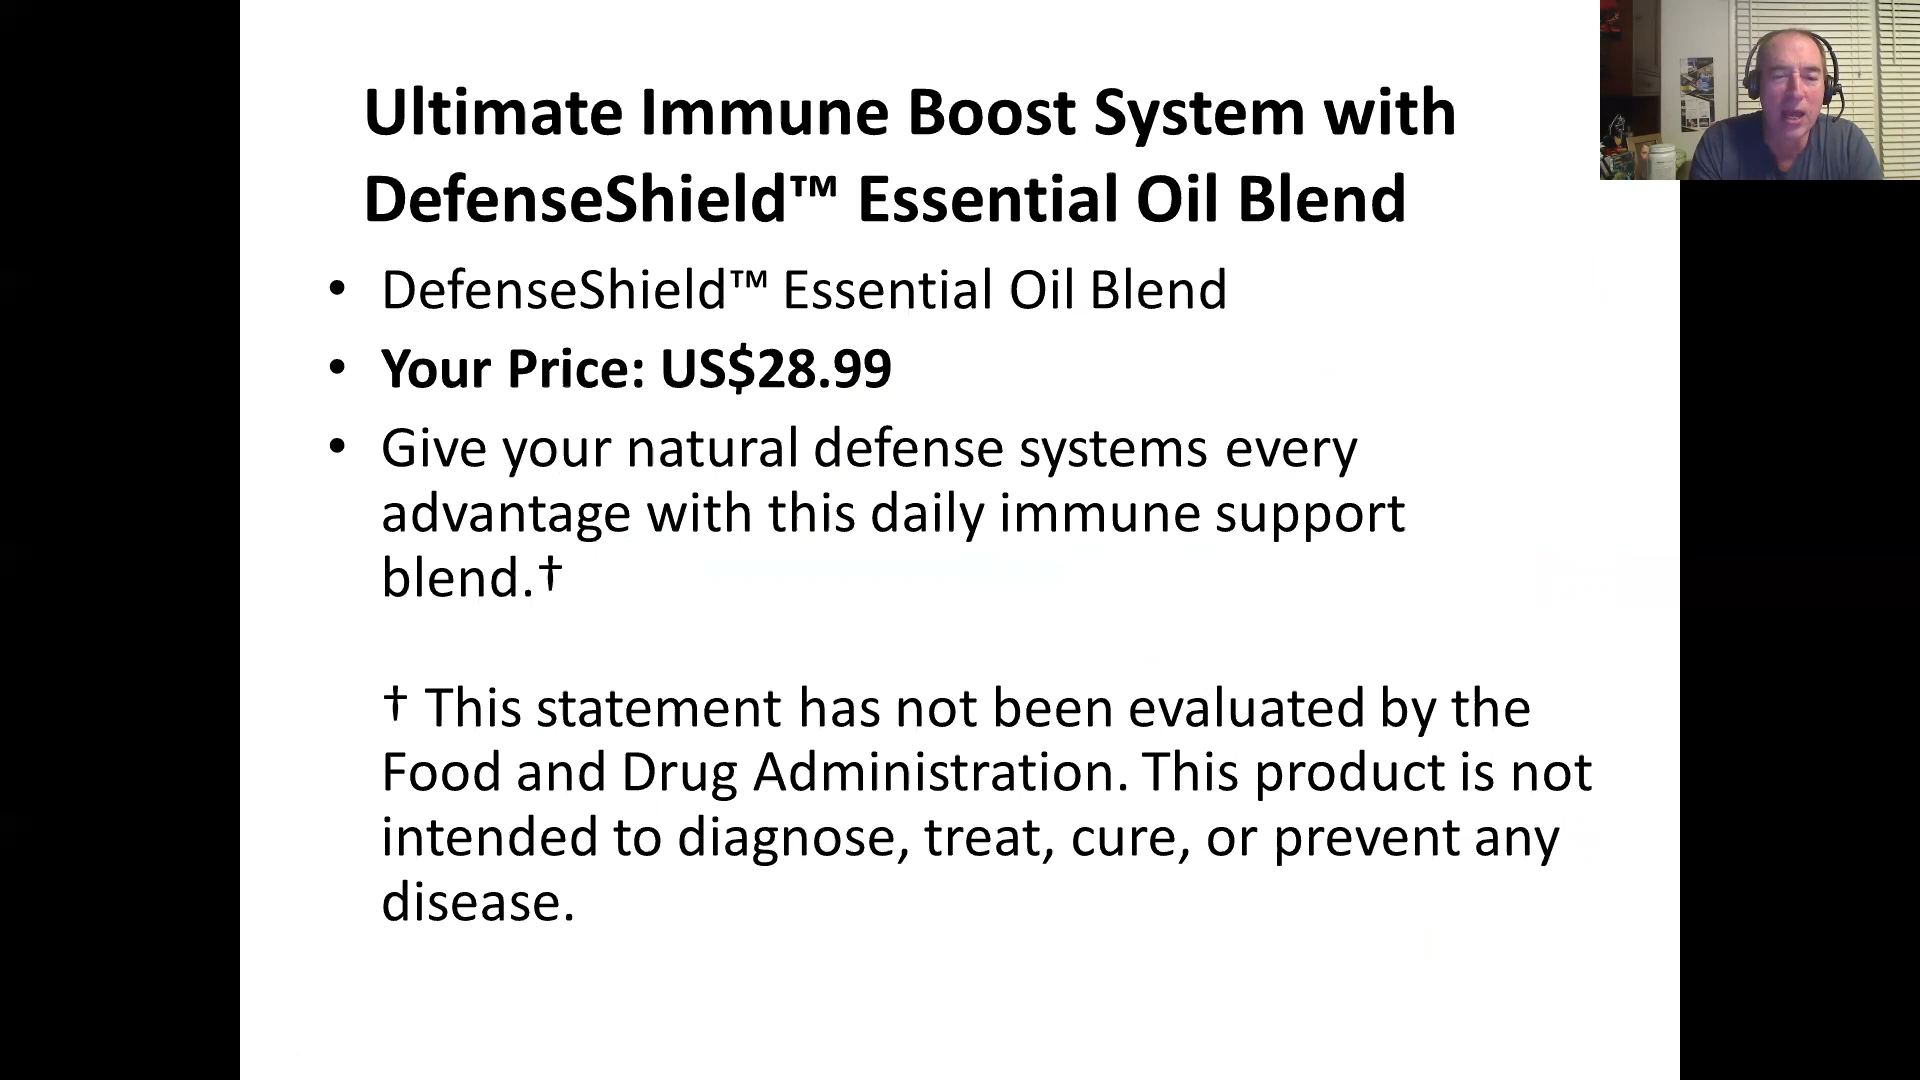 Ultimate Immune Boost System with
DefenseShield™ Essential Oil Blend
• DefenseShield™ Essential Oil Blend
• Your Price: US$28.99
• Give your natural defense systems every
advantage with this daily immune support
blend.†
† This statement has not been evaluated by the
Food and Drug Administration. This product is not
intended to diagnose, treat, cure, or prevent any
disease.